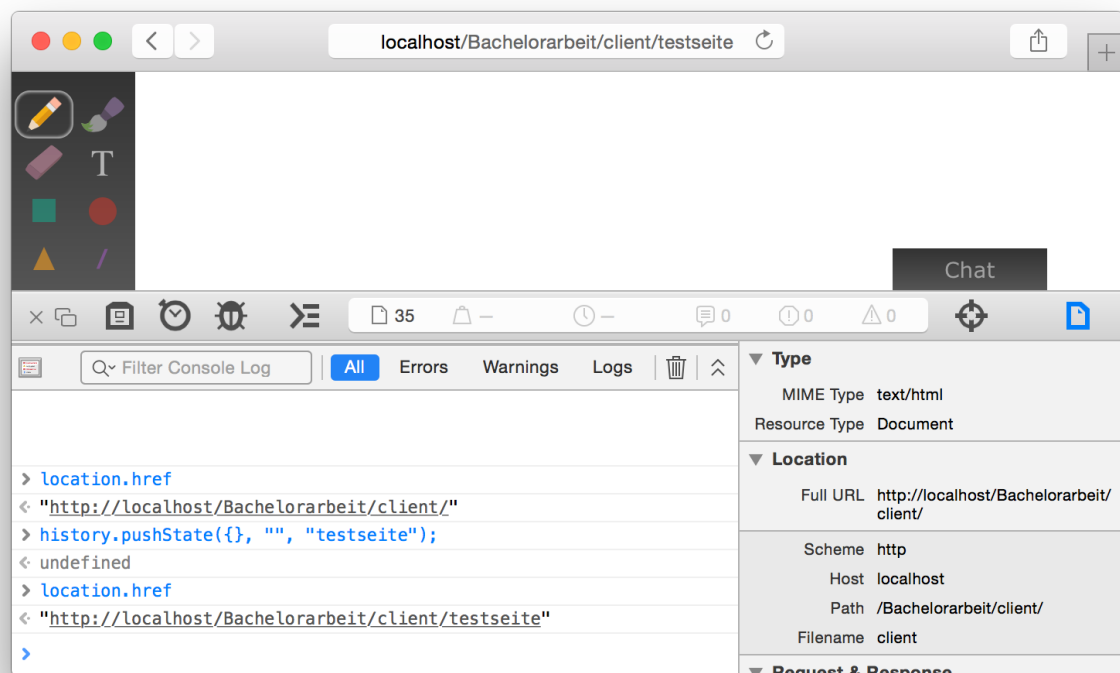 localhost/Bachelorarbeit/client/testseite
T
Chat
35 — — 0 0 0
Filter Console Log All Errors Warnings Logs
> location.href
"http://localhost/Bachelorarbeit/client/"
> history.pushState({}, "", "testseite");
undefined
> location.href
"http://localhost/Bachelorarbeit/client/testseite"
>
Type
MIME Type text/html
Resource Type Document
Location
Full URL http://localhost/Bachelorarbeit/
client/
Scheme http
Host localhost
Path /Bachelorarbeit/client/
Filename client
Request & Response